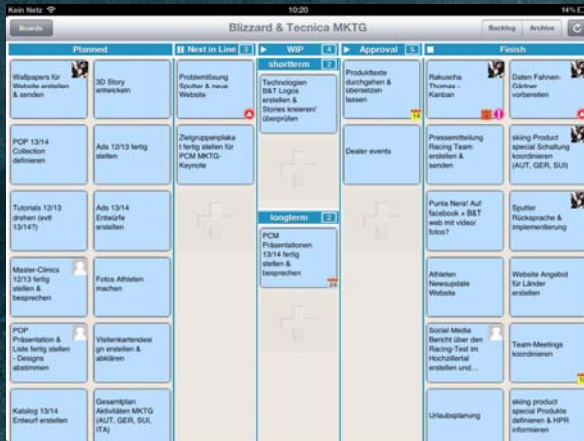 Kein Netz
10:20
14%
Boards
Blizzard & Tecnica MKTG
Backlog
Archive
Planned
Next in Line 3
WIP 4
Approval 5
Finish
shortterm 2
Wallpapers für
Website erstellen
& senden
3D Story
entwickeln
POP 13/14
Collection
definieren
Ads 12/13 fertig
stellen
Tutorials 12/13
drehen (evtl
13/14?)
Ads 13/14
Entwürfe
erstellen
Master-Clinics
12/13 fertig
stellen &
besprechen
Fotos Athleten
machen
POP
Präsentation &
Liste fertig stellen
- Designs
abstimmen
Visitenkartendesi
gn erstellen &
abklären
Katalog 13/14
Entwurf erstellen
Gesamtplan
Aktivitäten MKTG
(AUT, GER, SUI,
ITA)
Problemlösung
Sputter & neue
Website
Zielgruppenplaka
t fertig stellen für
PCM MKTG-
Keynote
Technologien
B&T Logos
erstellen &
Stories kreieren/
überprüfen
longterm 2
PCM
Präsentationen
13/14 fertig
stellen &
besprechen
Produkttexte
durchgehen &
übersetzen
lassen
14
Dealer events
Rakuscha
Thomas -
Kanban
Daten Fahnen-
Gärtner
vorbereiten
Pressemitteilung
Racing Team
erstellen &
senden
skiing Product
special Schaltung
koordinieren
(AUT, GER, SUI)
Punta Nera! Auf
facebook + B&T
web mit video/
fotos?
Sputter
Rücksprache &
implementierung
Athleten
Newsupdate
Website
Website Angebot
für Länder
erstellen
Social Media
Bericht über den
Racing-Test im
Hochzillertal
erstellen und...
Team-Meetings
koordinieren
Urlaubsplanung
skiing product
special Produkte
definieren & HPR
informieren